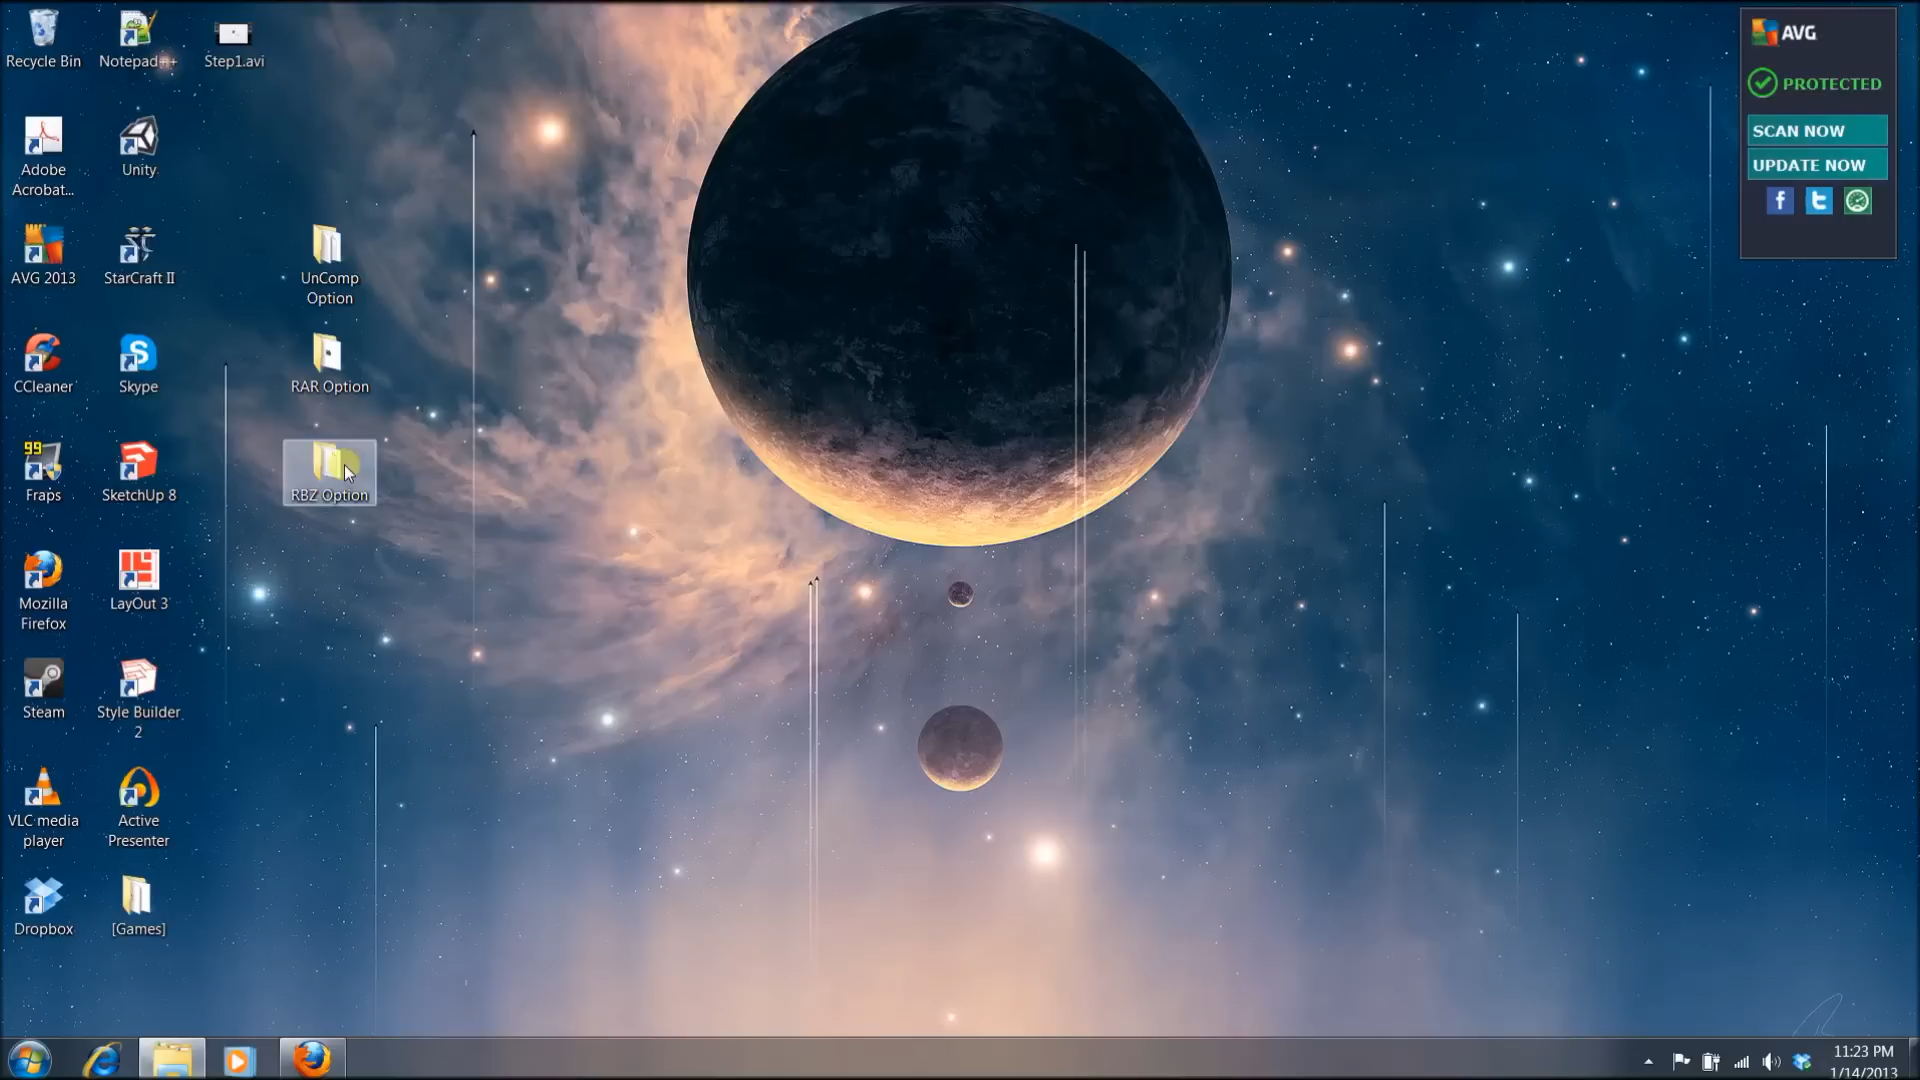 Recycle Bin
Notepad++
Step1.avi
Adobe
Acrobat...
Unity
AVG 2013
StarCraft II
UnComp
Option
CCleaner
Skype
RAR Option
99
Fraps
SketchUp 8
RBZ Option
Mozilla
Firefox
LayOut 3
Steam
Style Builder
2
VLC media
player
Active
Presenter
Dropbox
[Games]
AVG
PROTECTED
SCAN NOW
UPDATE NOW
11:23 PM
1/14/2013